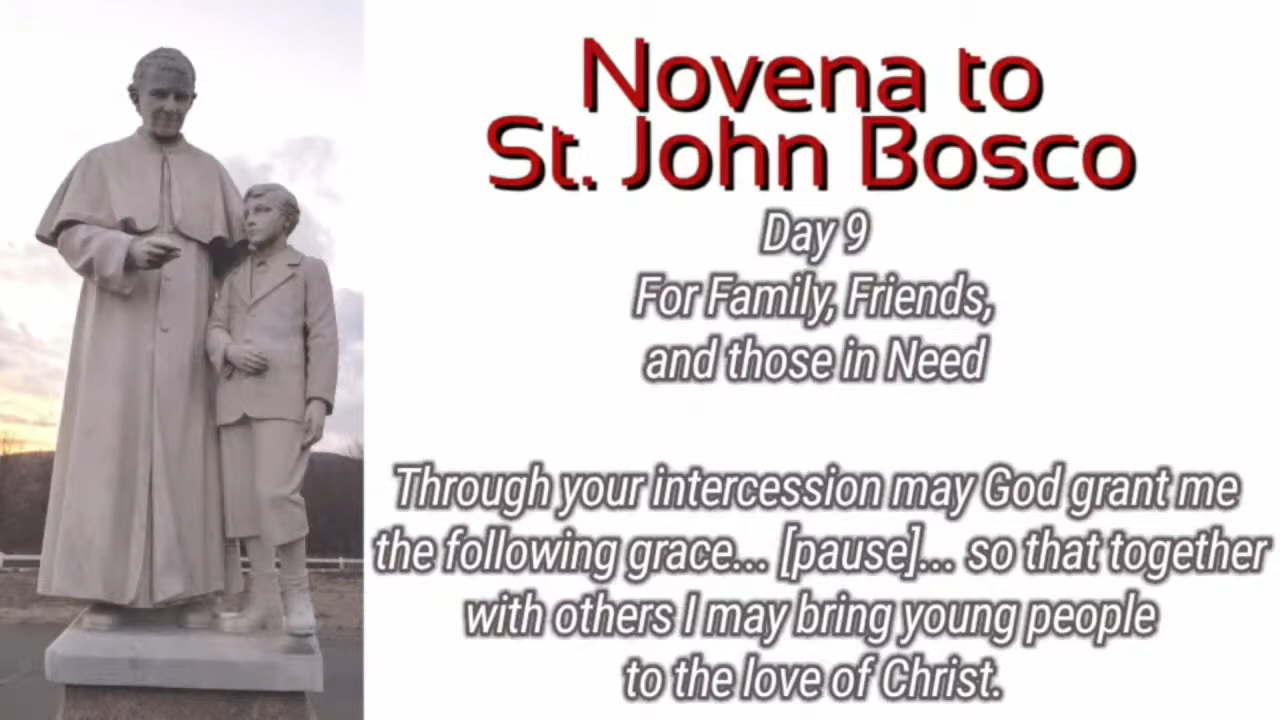 Novena to
St. John Bosco
Day 9
For Family, Friends,
and those in Need
Through your intercession may God grant me
the following grace... [pause]... so that together
with others I may bring young people
to the love of Christ.